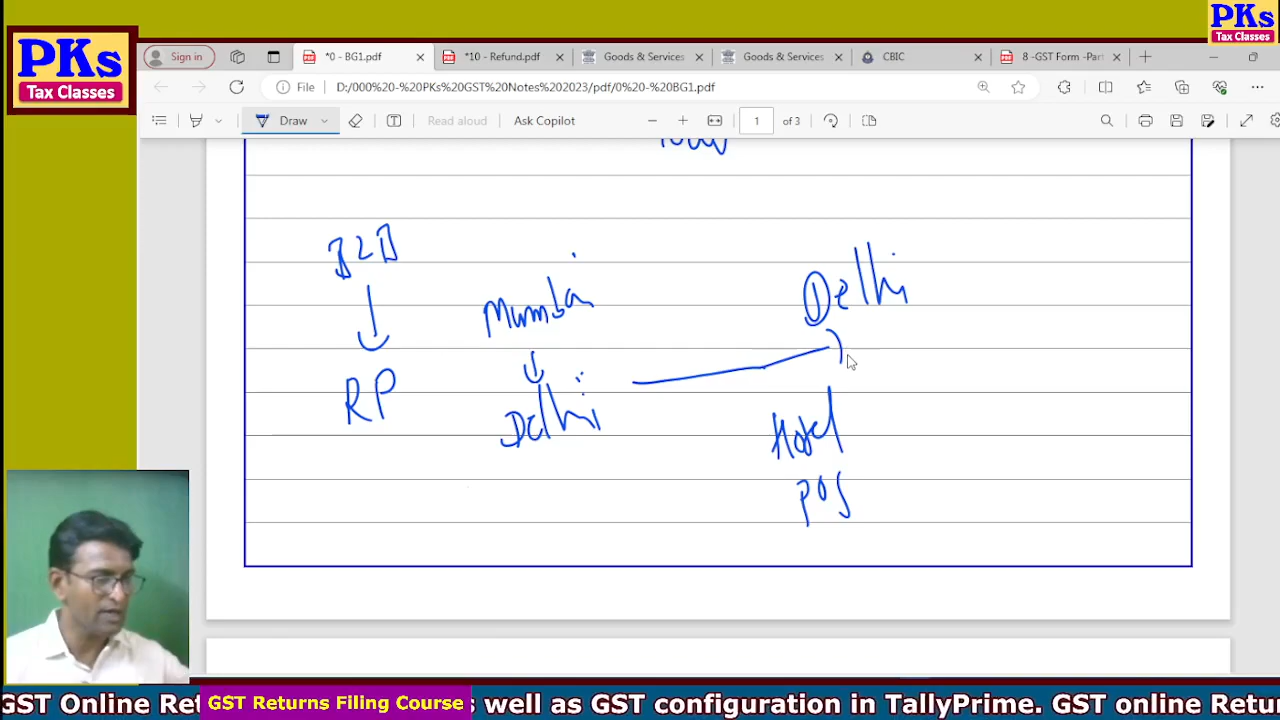 PKs
Tax Classes
PKs
Tax Classes
Sign in
*0 - BG1.pdf
*10 - Refund.pdf
Goods & Services
Goods & Services
CBIC
8 -GST Form -Part
File
D:/000%20-%20PKs%20GST%20Notes%202023/pdf/0%20-%20BG1.pdf
Draw
Read aloud
Ask Copilot
1
of 3
B2B
Mumbai
Delhi
RP
Delhi
Hotel
POS
GST Online Ret
GST Returns Filing Course
s well as GST configuration in TallyPrime. GST online Retu